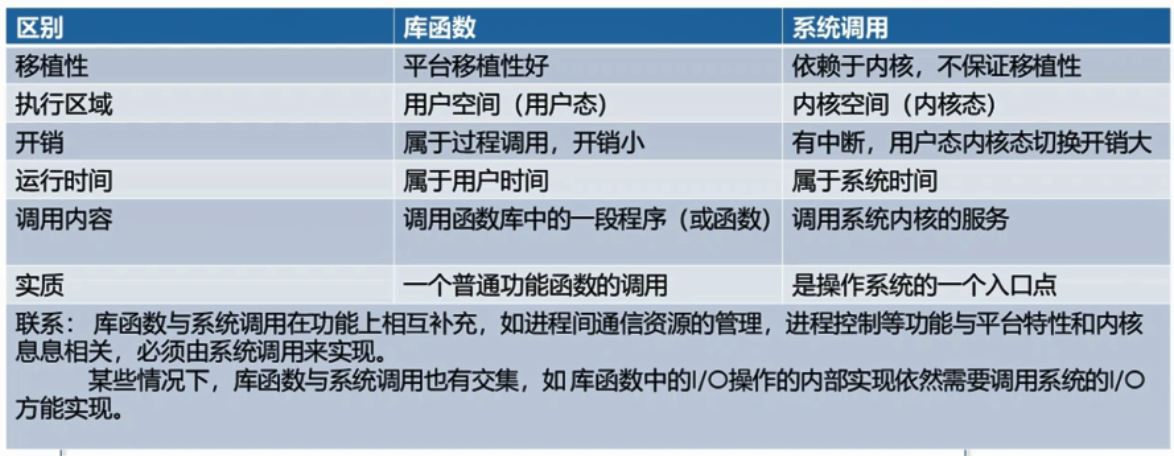 区别 库函数 系统调用
移植性 平台移植性好 依赖于内核，不保证移植性
执行区域 用户空间（用户态） 内核空间（内核态）
开销 属于过程调用，开销小 有中断，用户态内核态切换开销大
运行时间 属于用户时间 属于系统时间
调用内容 调用函数库中的一段程序（或函数） 调用系统内核的服务
实质 一个普通功能函数的调用 是操作系统的一个入口点
联系： 库函数与系统调用在功能上相互补充，如进程间通信资源的管理，进程控制等功能与平台特性和内核
息息相关，必须由系统调用来实现。
某些情况下，库函数与系统调用也有交集，如 库函数中的I/O操作的内部实现依然需要调用系统的I/O
方能实现。